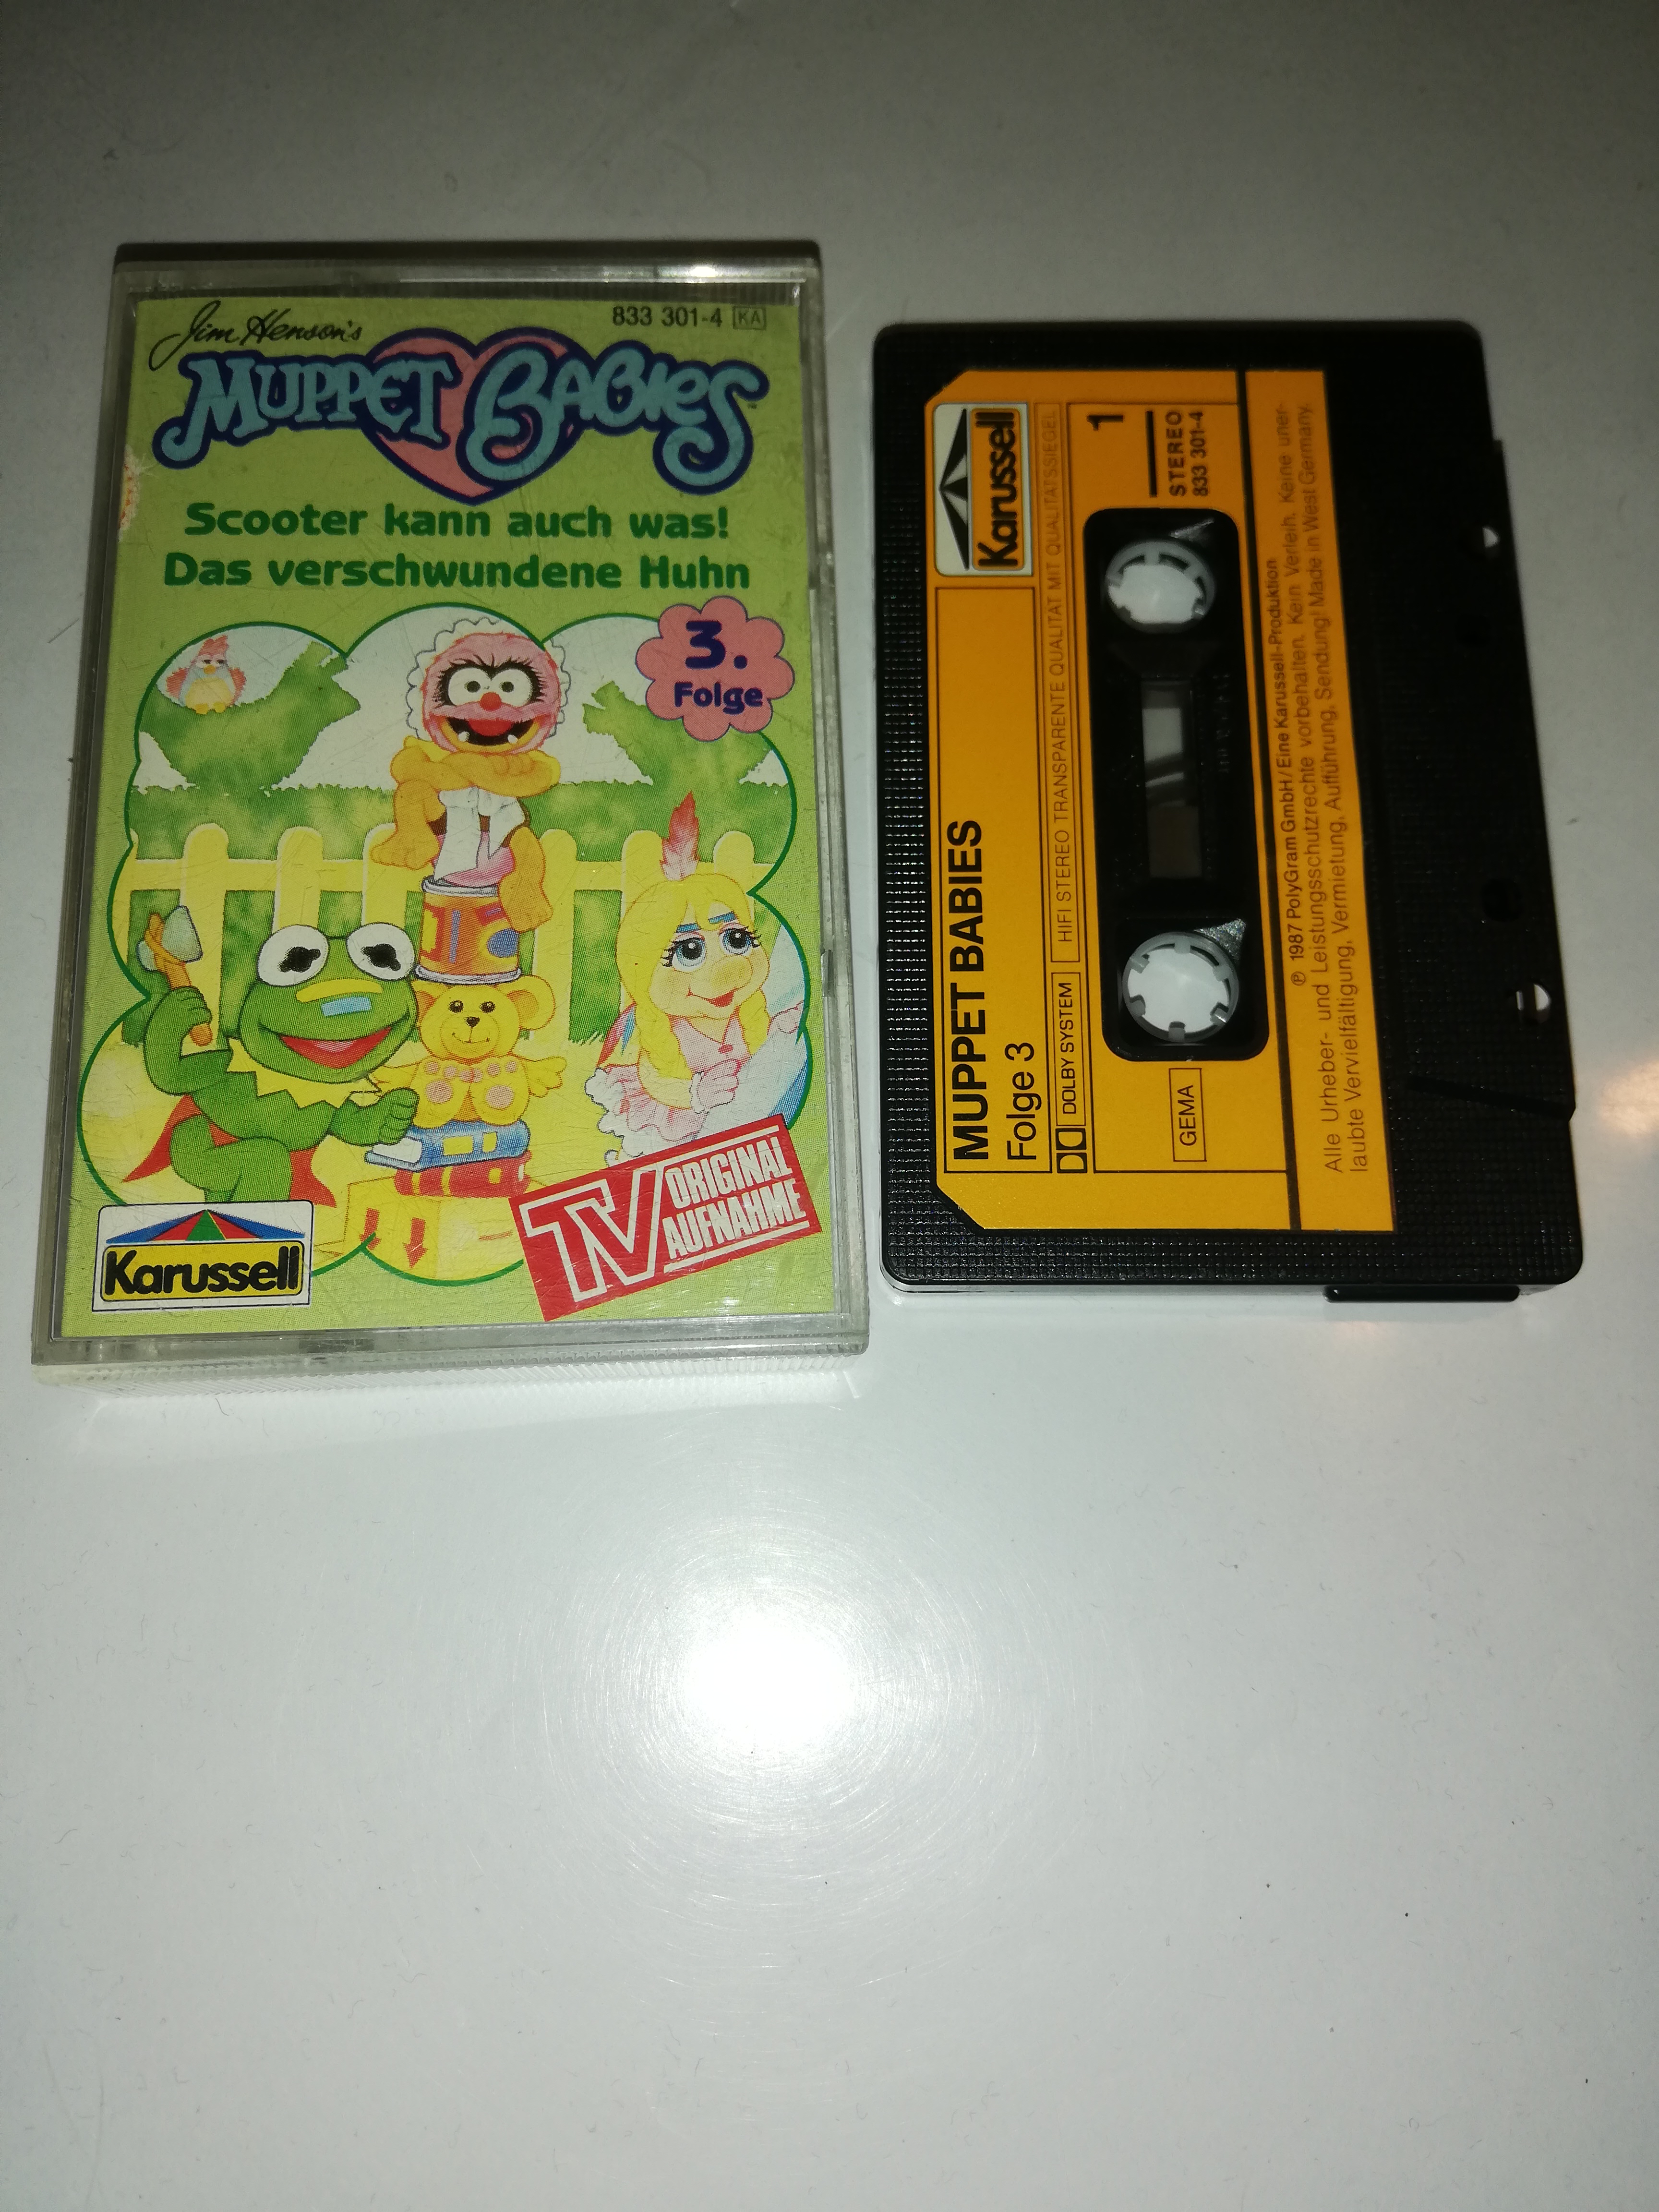 Jim Henson's
833 301-4 KA
MUPPET BABIES
Scooter kann auch was!
Das verschwundene Huhn
3.
Folge
TV ORIGINAL
AUFNAHME
Karussell
Karussell
MUPPET BABIES
Folge 3
DOLBY SYSTEM
HIFI STEREO TRANSPARENTE QUALITÄT MIT QUALITÄTSSIEGEL
1
STEREO
833 301-4
GEMA
℗ 1987 PolyGram GmbH/Eine Karussell-Produktion
Alle Urheber- und Leistungsschutzrechte vorbehalten. Kein Verleih. Keine uner-
laubte Vervielfältigung, Vermietung, Aufführung, Sendung! Made in West Germany.